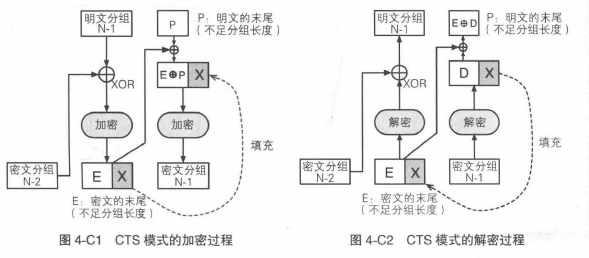 明文分组
N-1
P
P：明文的末尾
（不足分组长度）
XOR
E⊕P
X
加密
加密
填充
密文分组
N-2
E
X
密文分组
N-1
E：密文的末尾
（不足分组长度）
图 4-C1 CTS 模式的加密过程
明文分组
N-1
E⊕D
P：明文的末尾
（不足分组长度）
XOR
D
X
解密
解密
填充
密文分组
N-2
E
X
密文分组
N-1
E：密文的末尾
（不足分组长度）
图 4-C2 CTS 模式的解密过程